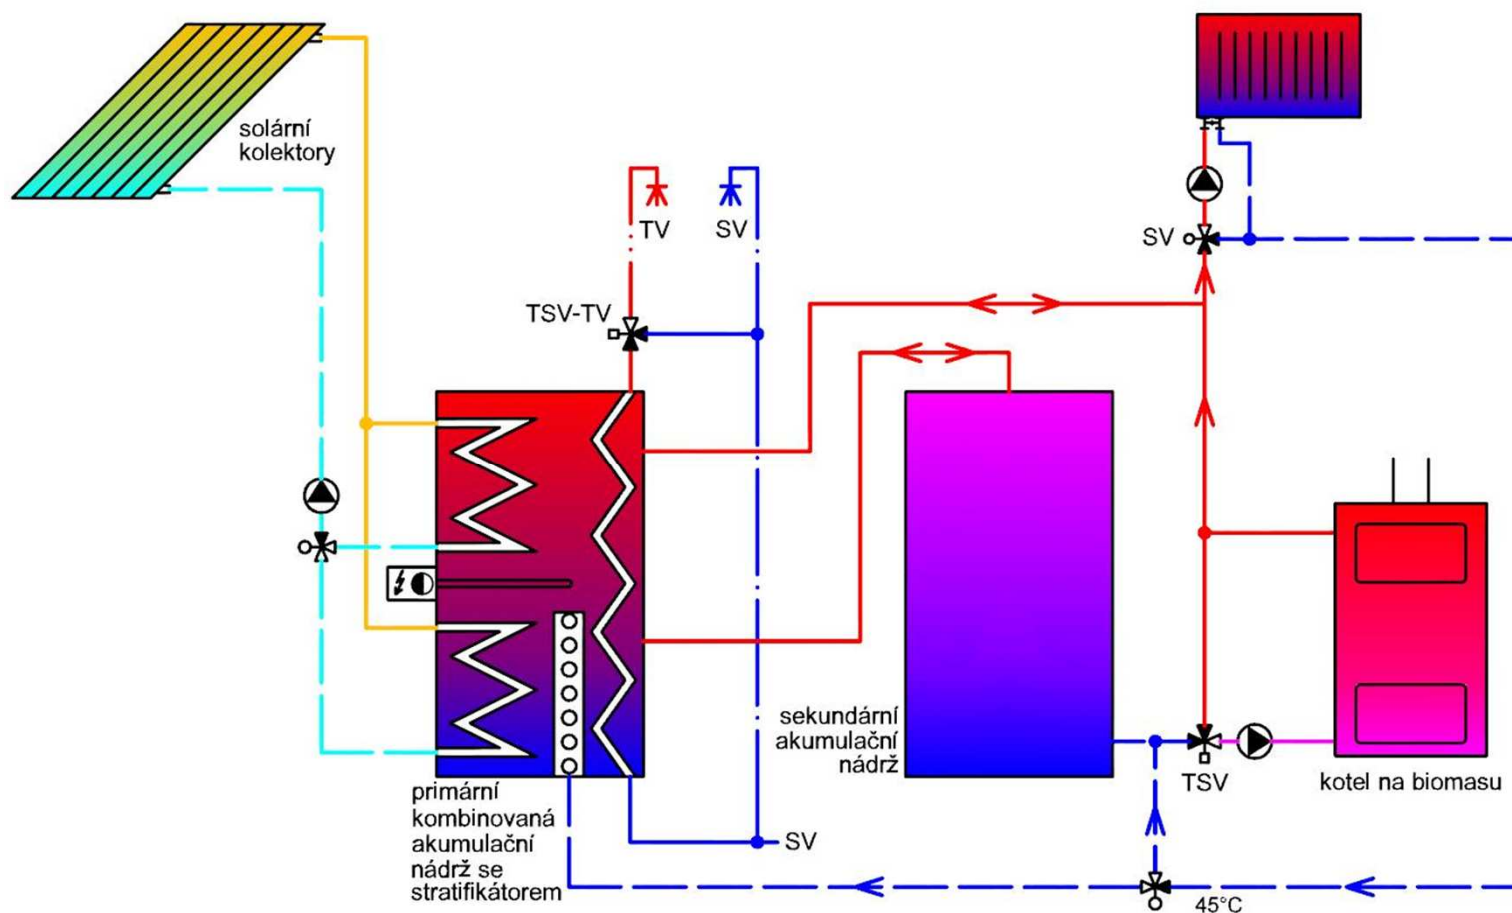 solární
kolektory
TV
SV
SV
TSV-TV
sekundární
akumulační
nádrž
TSV
kotel na biomasu
primární
kombinovaná
akumulační
nádrž se
stratifikátorem
SV
45°C